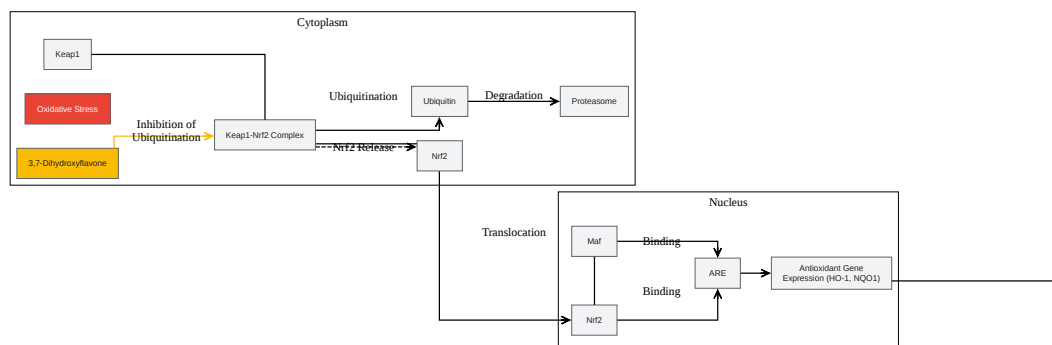 Cytoplasm
Keap1
Oxidative Stress
3,7-Dihydroxyflavone
Inhibition of
Ubiquitination
Keap1-Nrf2 Complex
Ubiquitination
Ubiquitin
Degradation
Proteasome
Nrf2 Release
Nrf2
Translocation
Nucleus
Maf
Binding
ARE
Antioxidant Gene
Expression (HO-1, NQO1)
Binding
Nrf2